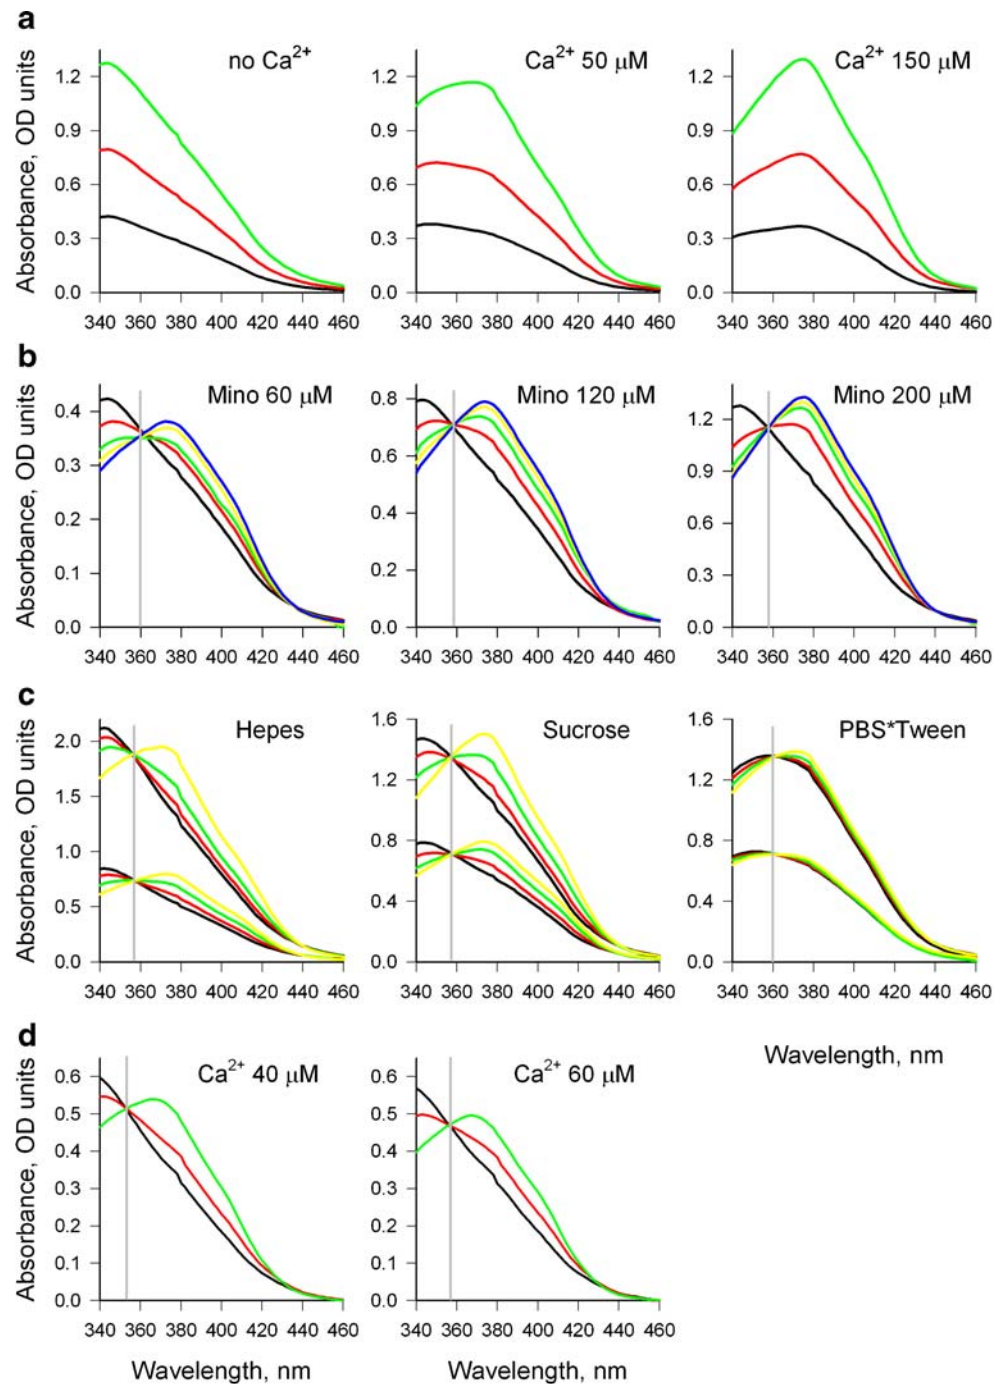 a
no Ca²⁺
Ca²⁺ 50 μM
Ca²⁺ 150 μM
Absorbance, OD units
1.2
0.9
0.6
0.3
0.0
1.2
0.9
0.6
0.3
0.0
1.2
0.9
0.6
0.3
0.0
340 360 380 400 420 440 460
340 360 380 400 420 440 460
340 360 380 400 420 440 460
b
Mino 60 μM
Mino 120 μM
Mino 200 μM
Absorbance, OD units
0.4
0.3
0.2
0.1
0.0
0.8
0.6
0.4
0.2
0.0
1.2
0.9
0.6
0.3
0.0
340 360 380 400 420 440 460
340 360 380 400 420 440 460
340 360 380 400 420 440 460
c
Hepes
Sucrose
PBS*Tween
Absorbance, OD units
2.0
1.5
1.0
0.5
0.0
1.6
1.2
0.8
0.4
0.0
1.6
1.2
0.8
0.4
0.0
340 360 380 400 420 440 460
340 360 380 400 420 440 460
340 360 380 400 420 440 460
Wavelength, nm
d
Ca²⁺ 40 μM
Ca²⁺ 60 μM
Absorbance, OD units
0.6
0.5
0.4
0.3
0.2
0.1
0.0
0.6
0.5
0.4
0.3
0.2
0.1
0.0
340 360 380 400 420 440 460
340 360 380 400 420 440 460
Wavelength, nm
Wavelength, nm